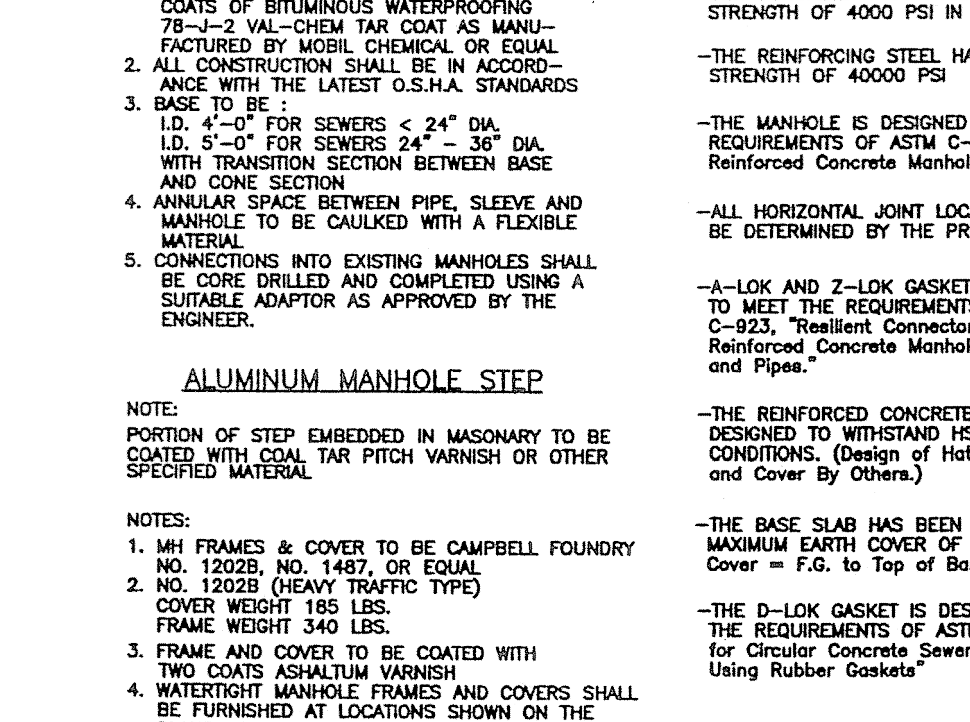 COATS OF BITUMINOUS WATERPROOFING
78-J-2 VAL-CHEM TAR COAT AS MANU-
FACTURED BY MOBIL CHEMICAL OR EQUAL
2. ALL CONSTRUCTION SHALL BE IN ACCORD-
ANCE WITH THE LATEST O.S.H.A. STANDARDS
3. BASE TO BE :
I.D. 4'-0" FOR SEWERS < 24" DIA.
I.D. 5'-0" FOR SEWERS 24" - 36" DIA.
WITH TRANSITION SECTION BETWEEN BASE
AND CONE SECTION
4. ANNULAR SPACE BETWEEN PIPE, SLEEVE AND
MANHOLE TO BE CAULKED WITH A FLEXIBLE
MATERIAL
5. CONNECTIONS INTO EXISTING MANHOLES SHALL
BE CORE DRILLED AND COMPLETED USING A
SUITABLE ADAPTOR AS APPROVED BY THE
ENGINEER.
ALUMINUM MANHOLE STEP
NOTE:
PORTION OF STEP EMBEDDED IN MASONARY TO BE
COATED WITH COAL TAR PITCH VARNISH OR OTHER
SPECIFIED MATERIAL
NOTES:
1. MH FRAMES & COVER TO BE CAMPBELL FOUNDRY
NO. 1202B, NO. 1487, OR EQUAL
2. NO. 1202B (HEAVY TRAFFIC TYPE)
COVER WEIGHT 185 LBS.
FRAME WEIGHT 340 LBS.
3. FRAME AND COVER TO BE COATED WITH
TWO COATS ASHALTUM VARNISH
4. WATERTIGHT MANHOLE FRAMES AND COVERS SHALL
BE FURNISHED AT LOCATIONS SHOWN ON THE
STRENGTH OF 4000 PSI IN
-THE REINFORCING STEEL HA
STRENGTH OF 40000 PSI
-THE MANHOLE IS DESIGNED
REQUIREMENTS OF ASTM C-
Reinforced Concrete Manhol
-ALL HORIZONTAL JOINT LOC
BE DETERMINED BY THE PR
-A-LOK AND Z-LOK GASKET
TO MEET THE REQUIREMENTS
C-923, "Resilient Connector
Reinforced Concrete Manhol
and Pipes."
-THE REINFORCED CONCRETE
DESIGNED TO WITHSTAND HS
CONDITIONS. (Design of Hat
and Cover By Others.)
-THE BASE SLAB HAS BEEN
MAXIMUM EARTH COVER OF
Cover = F.G. to Top of Ba
-THE D-LOK GASKET IS DES
THE REQUIREMENTS OF AST
for Circular Concrete Sewer
Using Rubber Gaskets"